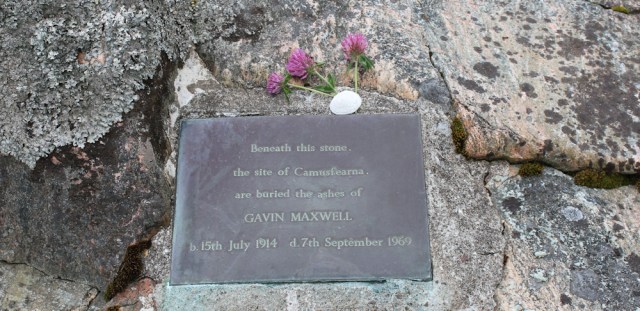 Beneath this stone,
the site of Camusfearna,
are buried the ashes of
GAVIN MAXWELL
b. 15th July 1914 d. 7th September 1969